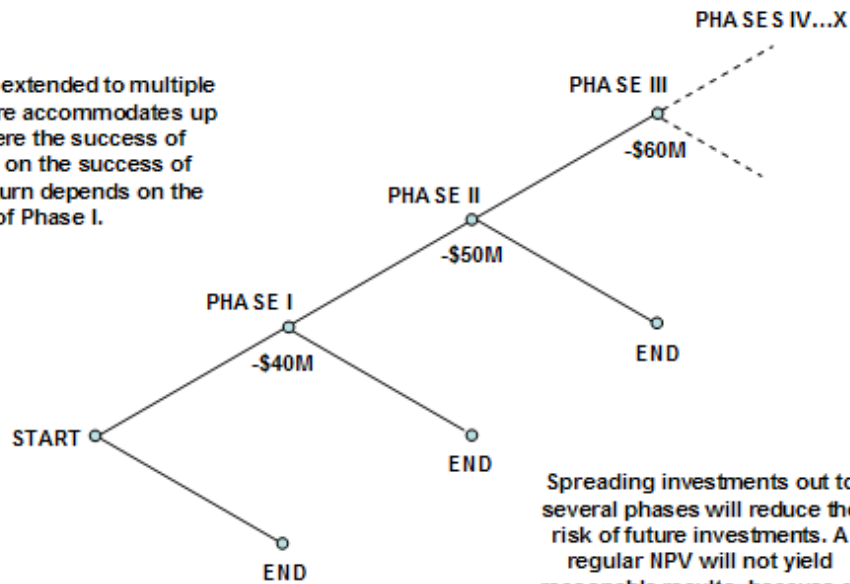 PHASES IV...X
extended to multiple
PHASE III
re accommodates up
ere the success of
-$60M
on the success of
urn depends on the
PHASE II
of Phase I.
-$50M
PHASE I
END
-$40M
START
END
Spreading investments out to
several phases will reduce the
risk of future investments. A
regular NPV will not yield
END